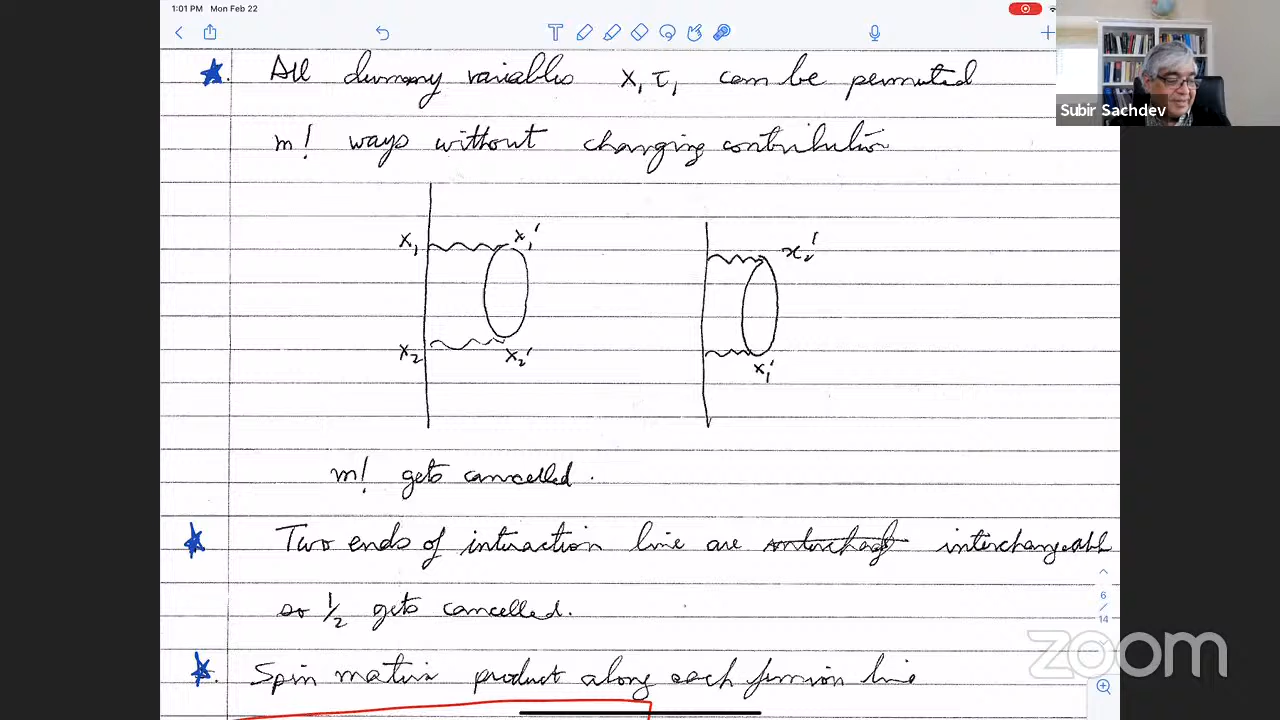 1:01 PM Mon Feb 22
All dummy variables x, τ, can be permuted
m! ways without changing contribution
x₁ x₁' x₂'
x₂ x₂' x₁'
m! gets cancelled.
Two ends of interaction line are interchangeable
so 1/2 gets cancelled.
Spin matrix product along each fermion line
Subir Sachdev
6
/
14
zoom